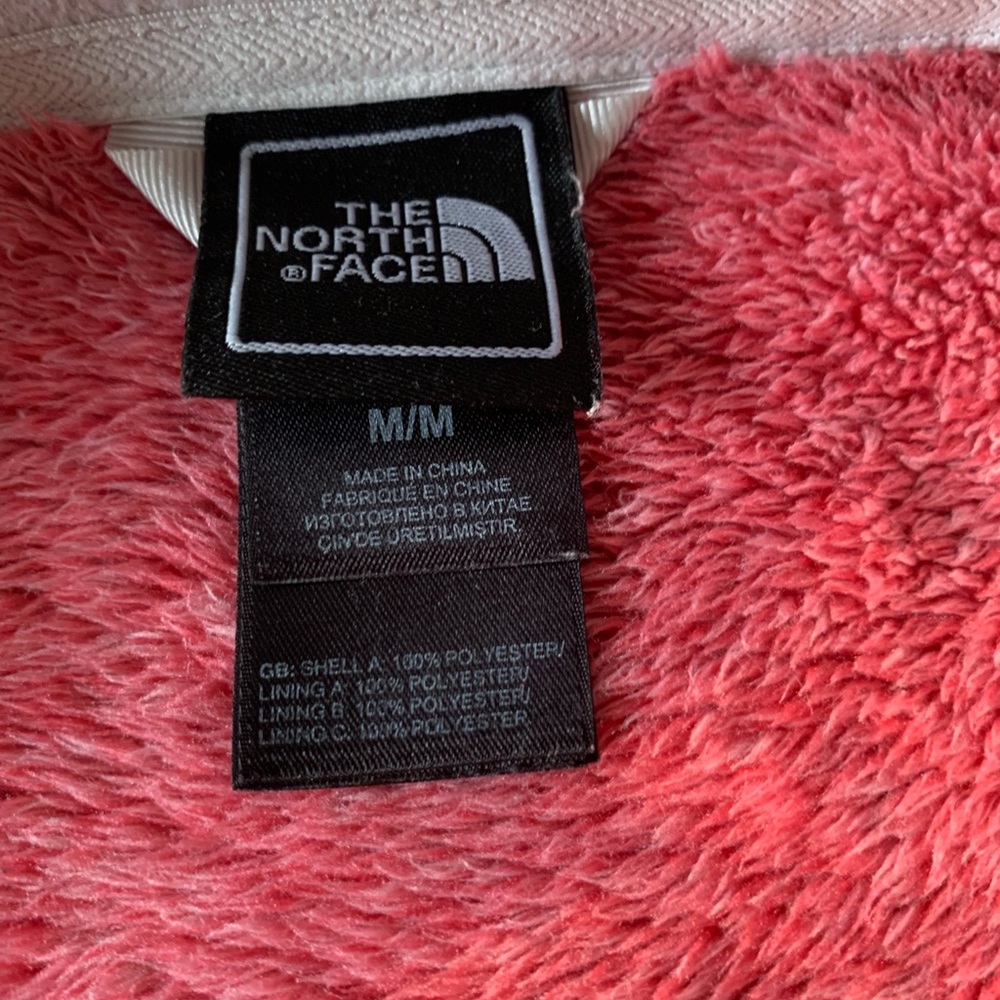 THE
NORTH
®FACE
M/M
MADE IN CHINA
FABRIQUE EN CHINE
ИЗГОТОВЛЕНО В КИТАЕ
ÇIN'DE ÜRETILMIŞTIR.
GB: SHELL A: 100% POLYESTER/
LINING A: 100% POLYESTER/
LINING B: 100% POLYESTER/
LINING C: 100% POLYESTER